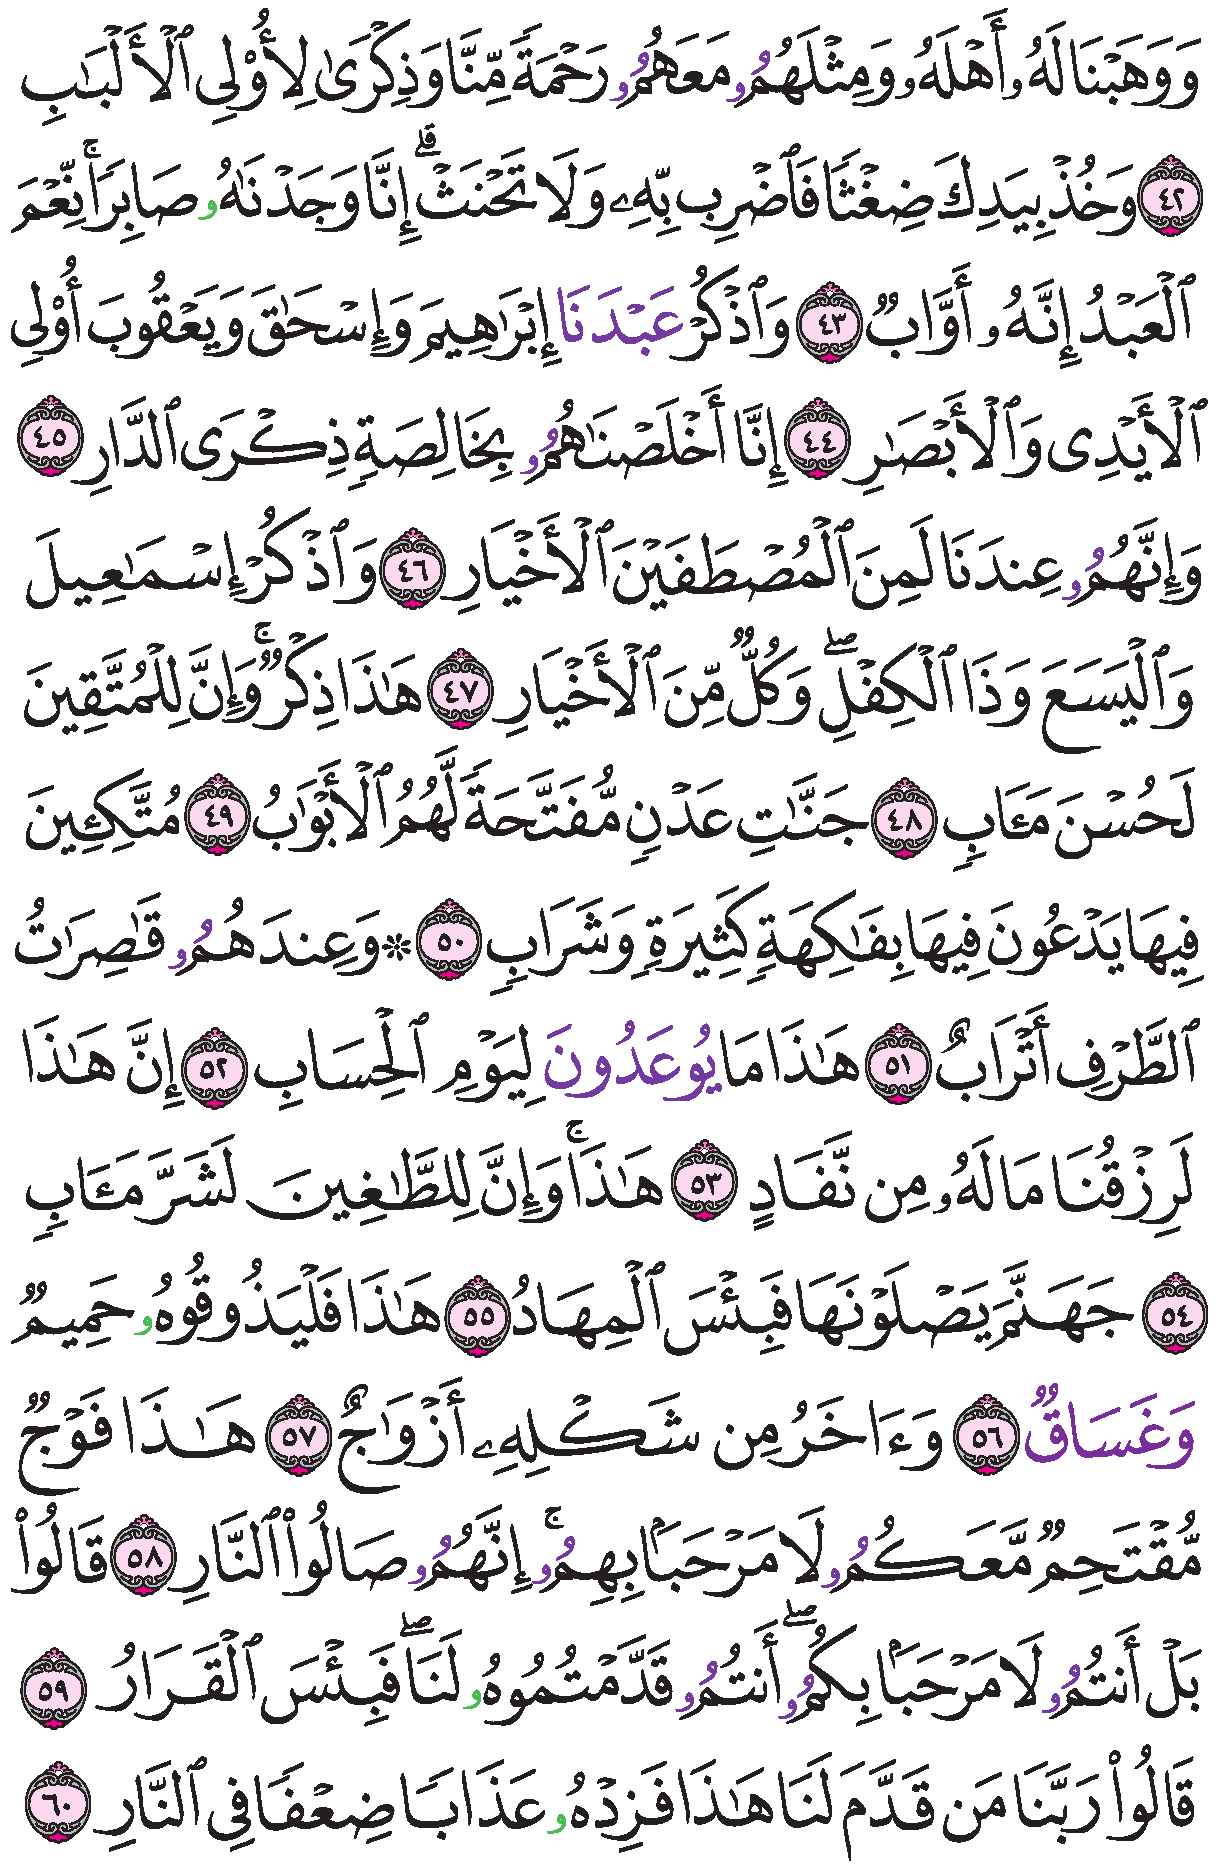 وَوَهَبۡنَا لَهُۥ أَهۡلَهُۥ وَمِثۡلَهُمُۥ مَعَهُمُۥ رَحۡمَةٗ مِّنَّا وَذِكۡرَىٰ لِأُوْلِي ٱلۡأَلۡبَٰبِ
٤٢ وَخُذۡ بِيَدِكَ ضِغۡثٗا فَٱضۡرِب بِّهِۦ وَلَا تَحۡنَثۡۗ إِنَّا وَجَدۡنَٰهُۥ صَابِرٗاۚ نِّعۡمَ
ٱلۡعَبۡدُ إِنَّهُۥٓ أَوَّابٞ ٤٣ وَٱذۡكُرۡ عَبۡدَنَا إِبۡرَٰهِيمَ وَإِسۡحَٰقَ وَيَعۡقُوبَ أُوْلِي
ٱلۡأَيۡدِي وَٱلۡأَبۡصَٰرِ ٤٤ إِنَّا أَخۡلَصۡنَٰهُمُۥ بِخَالِصَةٖ ذِكۡرَى ٱلدَّارِ ٤٥
وَإِنَّهُمُۥ عِندَنَا لَمِنَ ٱلۡمُصۡطَفَيۡنَ ٱلۡأَخۡيَارِ ٤٦ وَٱذۡكُرۡ إِسۡمَٰعِيلَ
وَٱلۡيَسَعَ وَذَا ٱلۡكِفۡلِۖ وَكُلّٞ مِّنَ ٱلۡأَخۡيَارِ ٤٧ هَٰذَا ذِكۡرٞۚ وَإِنَّ لِلۡمُتَّقِينَ
لَحُسۡنَ مَـَٔابٖ ٤٨ جَنَّٰتِ عَدۡنٖ مُّفَتَّحَةٗ لَّهُمُ ٱلۡأَبۡوَٰبُ ٤٩ مُتَّكِـِٔينَ
فِيهَا يَدۡعُونَ فِيهَا بِفَٰكِهَةٖ كَثِيرَةٖ وَشَرَابٖ ٥٠ ۞ وَعِندَهُمُۥ قَٰصِرَٰتُ
ٱلطَّرۡفِ أَتۡرَابٌ ٥١ هَٰذَا مَا يُوعَدُونَ لِيَوۡمِ ٱلۡحِسَابِ ٥٢ إِنَّ هَٰذَا
لَرِزۡقُنَا مَا لَهُۥ مِن نَّفَادٍ ٥٣ هَٰذَاۚ وَإِنَّ لِلطَّٰغِينَ لَشَرَّ مَـَٔابٖ
٥٤ جَهَنَّمَ يَصۡلَوۡنَهَا فَبِئۡسَ ٱلۡمِهَادُ ٥٥ هَٰذَا فَلۡيَذُوقُوهُۥ حَمِيمٞ
وَغَسَاقٞ ٥٦ وَءَاخَرُ مِن شَكۡلِهِۦ أَزۡوَٰجٌ ٥٧ هَٰذَا فَوۡجٞ
مُّقۡتَحِمٞ مَّعَكُمُۥ لَا مَرۡحَبَۢا بِهِمُۥۚ إِنَّهُمُۥ صَالُواْ ٱلنَّارِ ٥٨ قَالُواْ
بَلۡ أَنتُمُۥ لَا مَرۡحَبَۢا بِكُمُۥۖ أَنتُمُۥ قَدَّمۡتُمُوهُۥ لَنَاۖ فَبِئۡسَ ٱلۡقَرَارُ ٥٩
قَالُواْ رَبَّنَا مَن قَدَّمَ لَنَا هَٰذَا فَزِدۡهُۥ عَذَابٗا ضِعۡفٗا فِي ٱلنَّارِ ٦٠